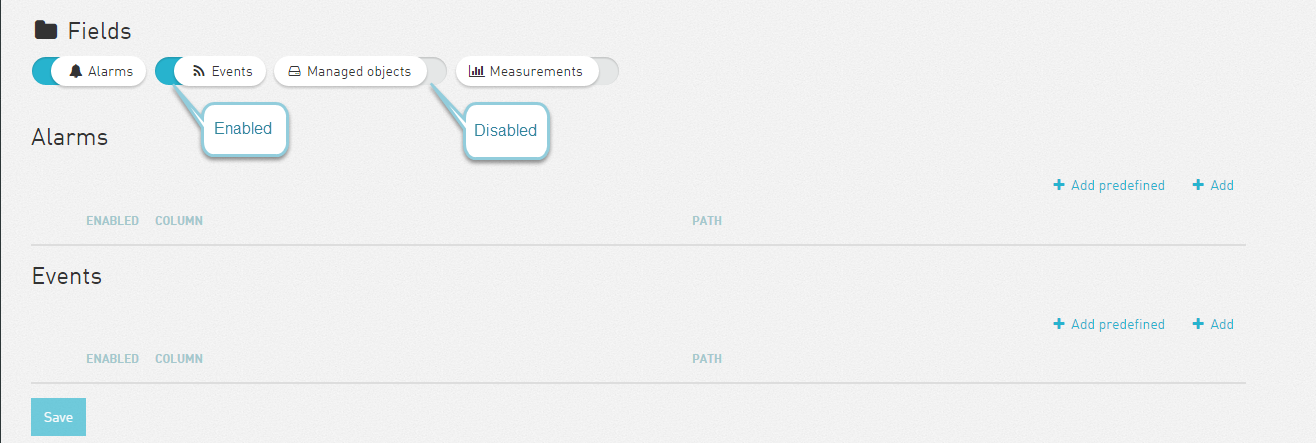 Fields
Alarms Events Managed objects Measurements
Enabled Disabled
Alarms
Add predefined Add
ENABLED COLUMN PATH
Events
Add predefined Add
ENABLED COLUMN PATH
Save